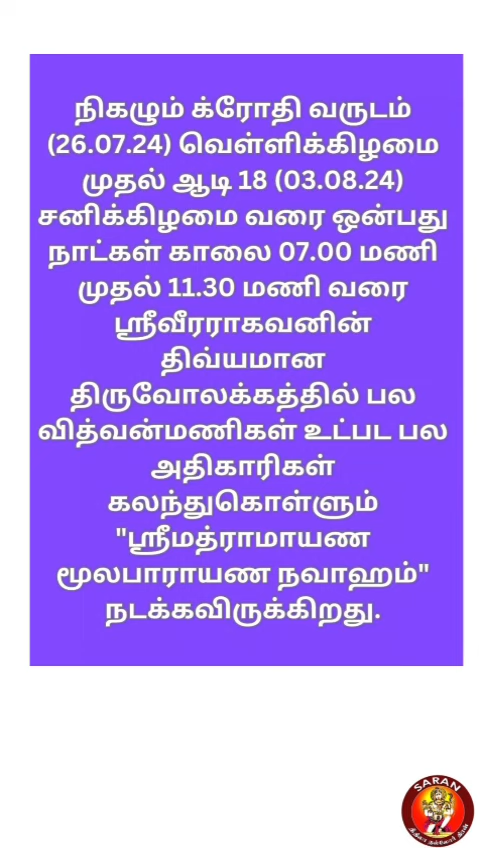 நிகழும் க்ரோதி வருடம்
(26.07.24) வெள்ளிக்கிழமை
முதல் ஆடி 18 (03.08.24)
சனிக்கிழமை வரை ஒன்பது
நாட்கள் காலை 07.00 மணி
முதல் 11.30 மணி வரை
ஸ்ரீவீரராகவனின்
திவ்யமான
திருவோலக்கத்தில் பல
வித்வன்மணிகள் உட்பட பல
அதிகாரிகள்
கலந்துகொள்ளும்
"ஸ்ரீமத்ராமாயண
மூலபாராயண நவாஹம்"
நடக்கவிருக்கிறது.
SARAN